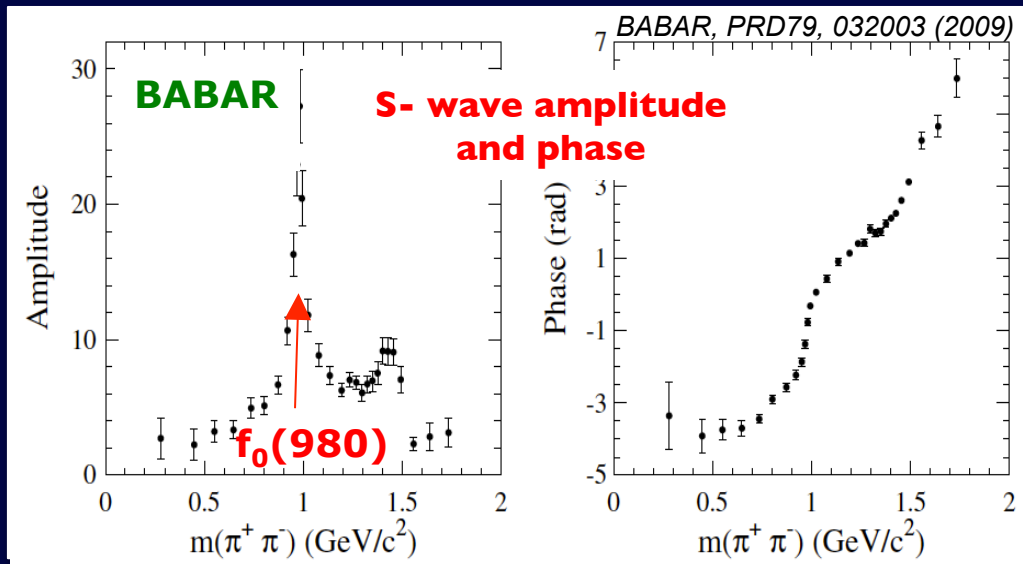 BABAR, PRD79, 032003 (2009)
BABAR
S- wave amplitude
and phase
30
20
10
0
Amplitude
f₀(980)
0 0.5 1 1.5 2
m(π⁺ π⁻) (GeV/c²)
7
3
1
-1
-3
-5
Phase (rad)
0 0.5 1 1.5 2
m(π⁺ π⁻) (GeV/c²)